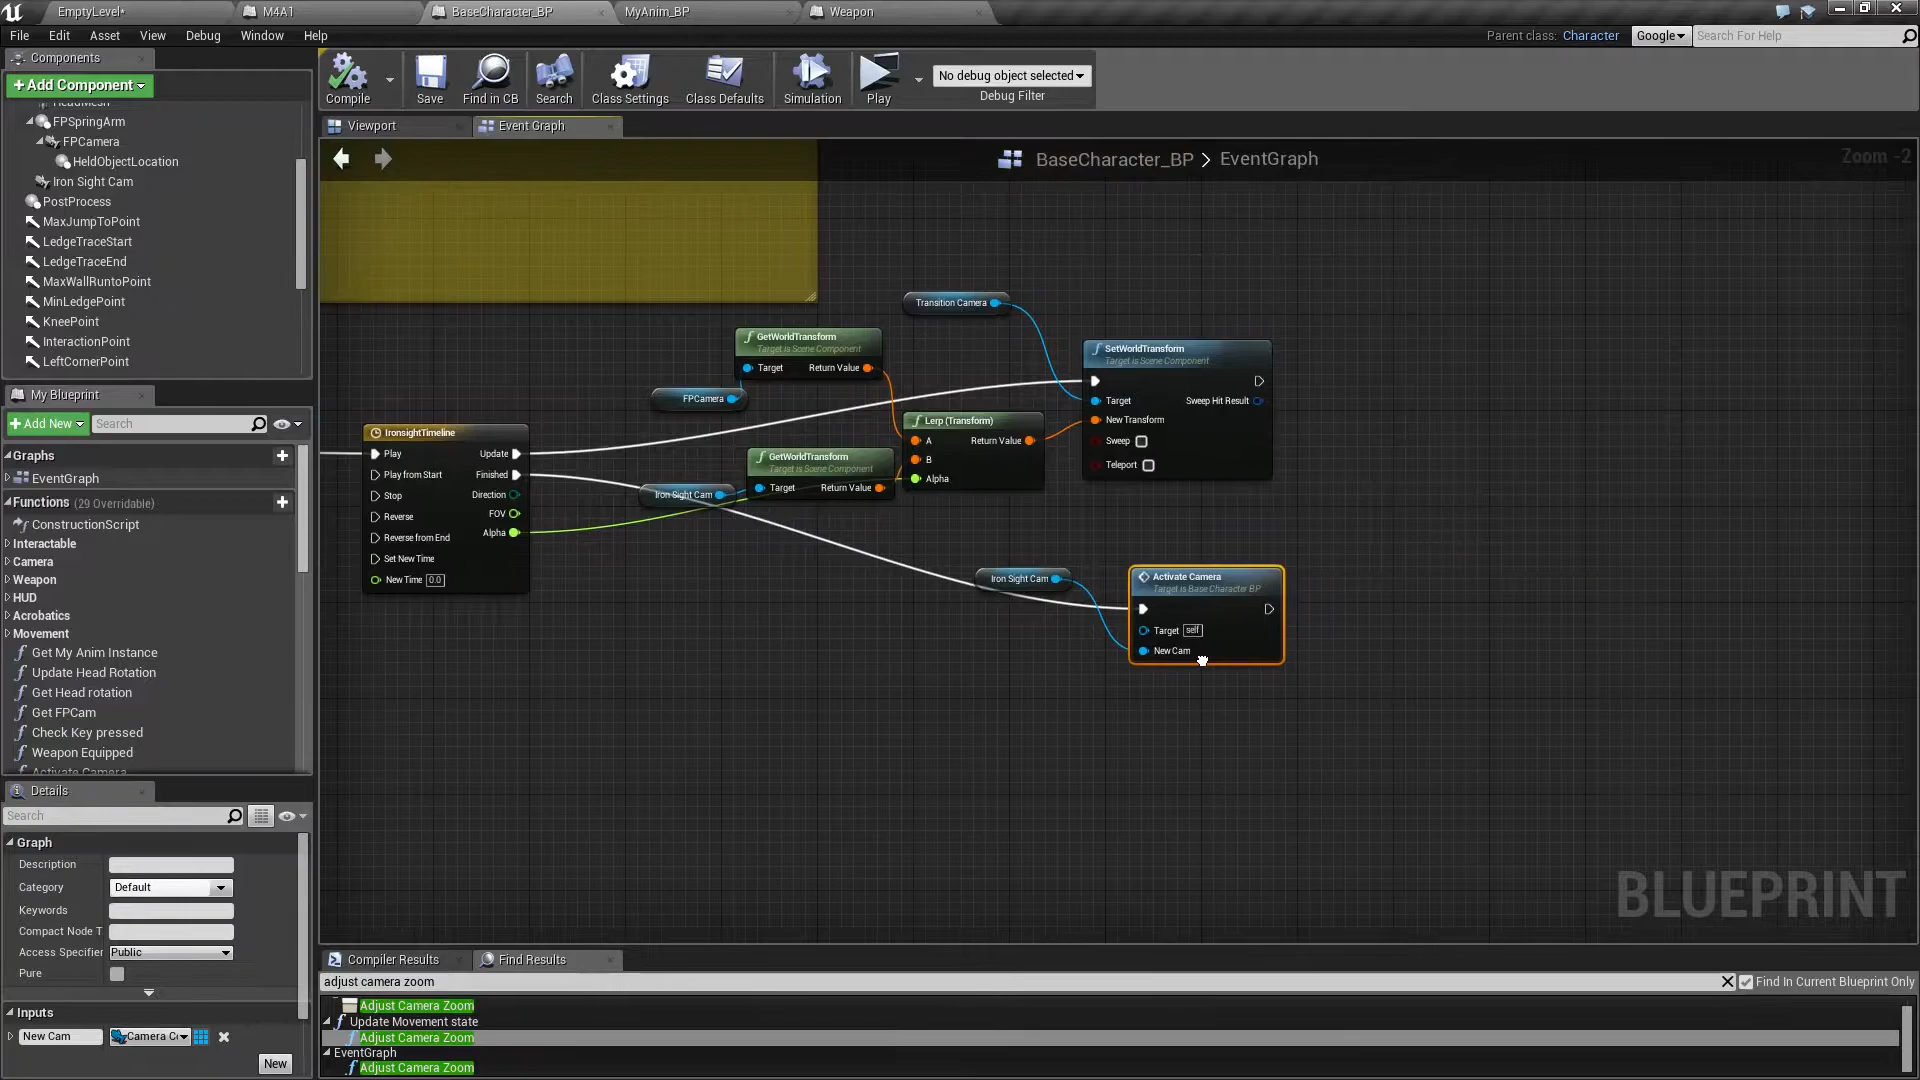 EmptyLevel*
M4A1
BaseCharacter_BP
MyAnim_BP
Weapon
File
Edit
Asset
View
Debug
Window
Help
Parent class: Character
Google
Search For Help
Components
+Add Component
HeadMesh
FPSpringArm
FPCamera
HeldObjectLocation
Iron Sight Cam
PostProcess
MaxJumpToPoint
LedgeTraceStart
LedgeTraceEnd
MaxWallRuntoPoint
MinLedgePoint
KneePoint
InteractionPoint
LeftCornerPoint
Compile
Save
Find in CB
Search
Class Settings
Class Defaults
Simulation
Play
No debug object selected
Debug Filter
Viewport
Event Graph
BaseCharacter_BP > EventGraph
Zoom -2
Transition Camera
GetWorldTransform
Target is Scene Component
Target
Return Value
FPCamera
SetWorldTransform
Target is Scene Component
Target
Sweep Hit Result
New Transform
Sweep
Teleport
Lerp (Transform)
A
Return Value
B
Alpha
IronsightTimeline
Play
Update
Play from Start
Finished
Stop
Direction
Reverse
FOV
Reverse from End
Alpha
Set New Time
New Time 0.0
GetWorldTransform
Target is Scene Component
Iron Sight Cam
Target
Return Value
Iron Sight Cam
Activate Camera
Target is Base Character BP
Target self
New Cam
BLUEPRINT
My Blueprint
+Add New
Search
Graphs
EventGraph
Functions (29 Overridable)
ConstructionScript
Interactable
Camera
Weapon
HUD
Acrobatics
Movement
Get My Anim Instance
Update Head Rotation
Get Head rotation
Get FPCam
Check Key pressed
Weapon Equipped
Activate Camera
Details
Search
Graph
Description
Category
Default
Keywords
Compact Node T
Access Specifier
Public
Pure
Inputs
New Cam
Camera C
New
Compiler Results
Find Results
adjust camera zoom
Find In Current Blueprint Only
Adjust Camera Zoom
Update Movement state
Adjust Camera Zoom
EventGraph
Adjust Camera Zoom